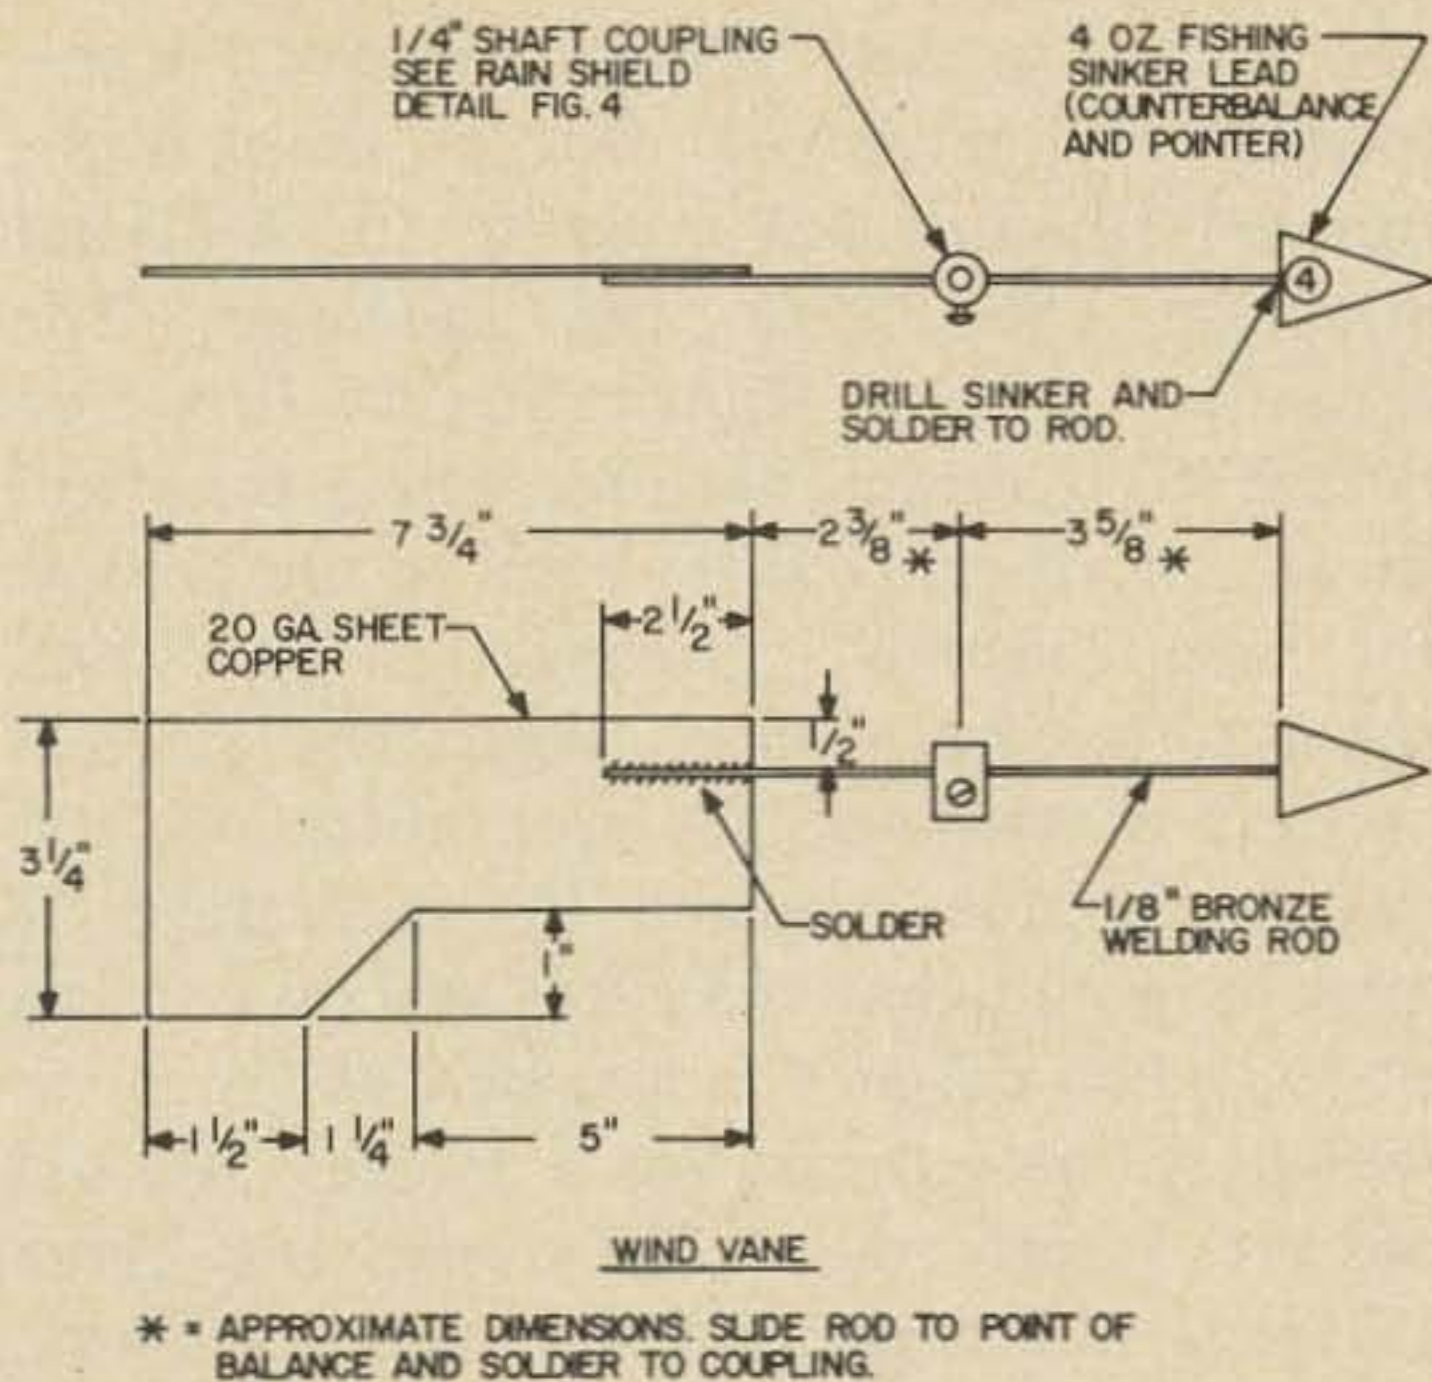 1/4" SHAFT COUPLING
SEE RAIN SHIELD
DETAIL FIG. 4
4 OZ FISHING
SINKER LEAD
(COUNTERBALANCE
AND POINTER)
4
DRILL SINKER AND
SOLDER TO ROD.
7 3/4"
2 3/8" *
3 5/8" *
20 GA. SHEET
COPPER
2 1/2"
1/2"
3 1/4"
1"
SOLDER
1/8" BRONZE
WELDING ROD
1 1/2"
1 1/4"
5"
WIND VANE
* = APPROXIMATE DIMENSIONS. SLIDE ROD TO POINT OF
BALANCE AND SOLDIER TO COUPLING.